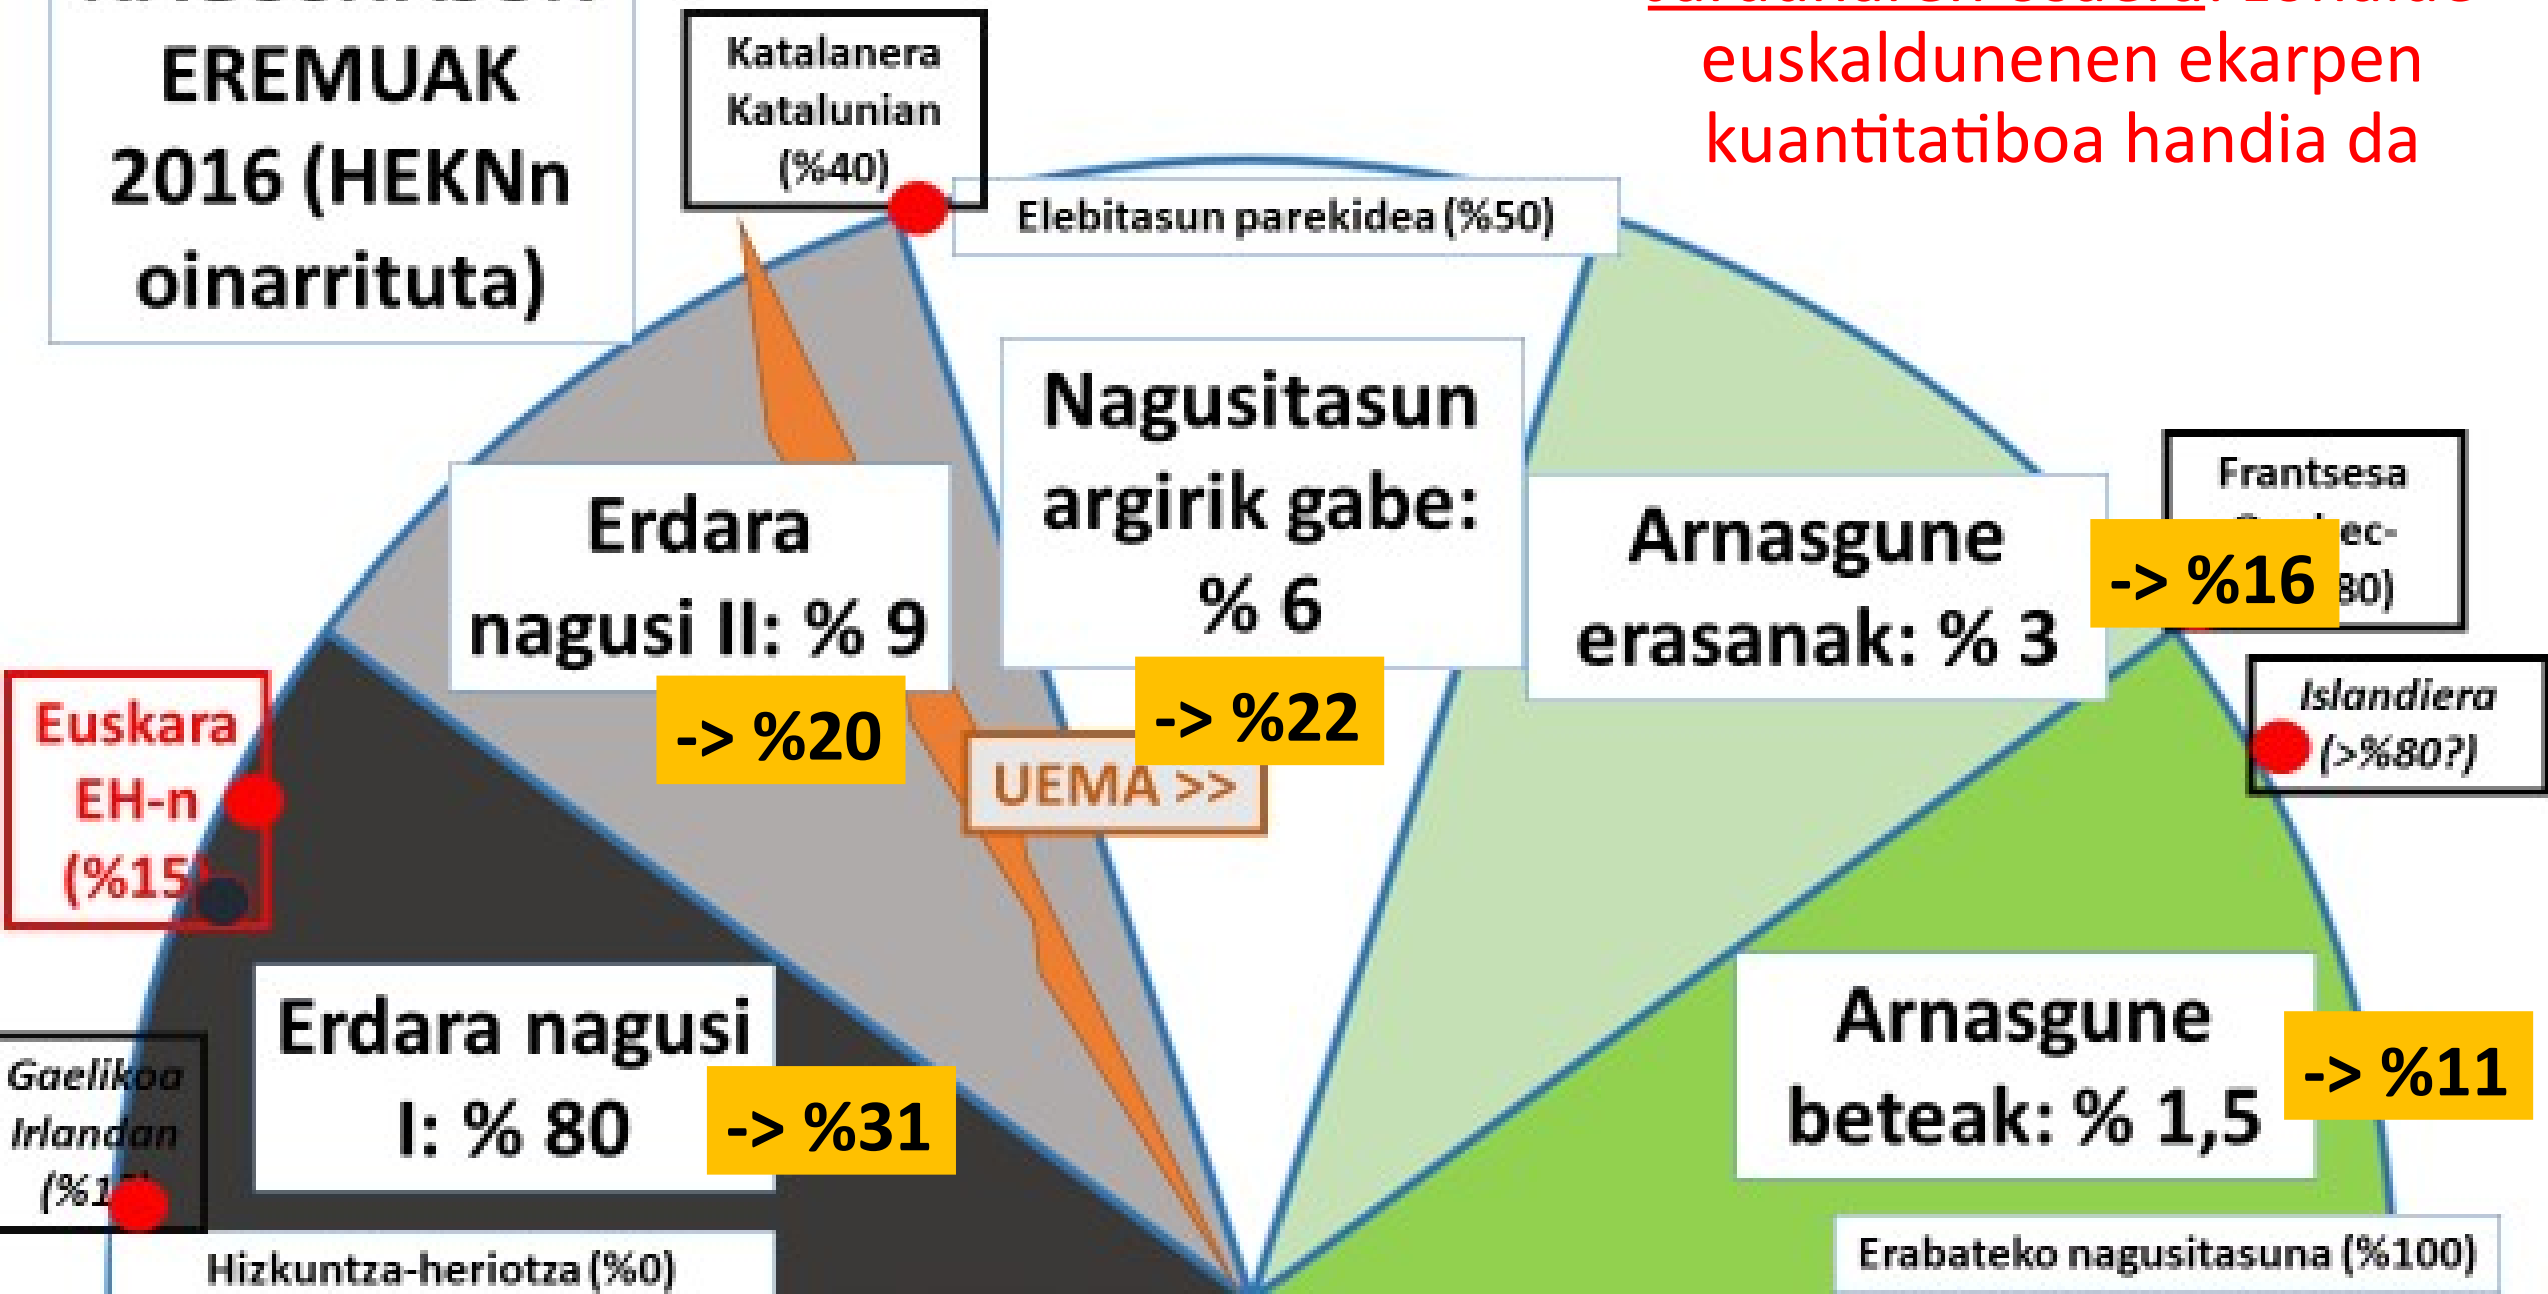 EREMUAK
2016 (HEKNn
oinarrituta)
Katalanera
Katalunian
(%40)
euskaldunenen ekarpen
kuantitatiboa handia da
Elebitasun parekidea (%50)
Nagusitasun
argirik gabe:
% 6
-> %22
Erdara
nagusi II: % 9
-> %20
Arnasgune
erasanak: % 3
-> %16
Frantsesa
80)
Islandiera
(>%80?)
UEMA >>
Euskara
EH-n
(%15)
Erdara nagusi
I: % 80
-> %31
Gaelikoa
Irlandan
Arnasgune
beteak: % 1,5
-> %11
Hizkuntza-heriotza (%0)
Erabateko nagusitasuna (%100)